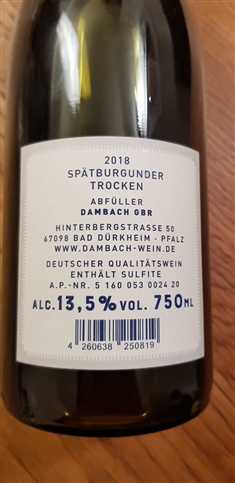 2018
SPÄTBURGUNDER
TROCKEN
ABFÜLLER
DAMBACH GBR
HINTERBERGSTRASSE 50
67098 BAD DÜRKHEIM · PFALZ
WWW.DAMBACH-WEIN.DE
DEUTSCHER QUALITÄTSWEIN
ENTHÄLT SULFITE
A.P.-NR. 5 160 053 0024 20
ALC. 13,5% VOL. 750ML
4 260638 250819